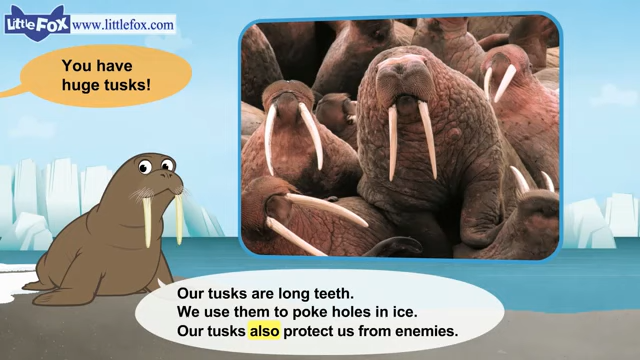 Little Fox www.littlefox.com
You have
huge tusks!
Our tusks are long teeth.
We use them to poke holes in ice.
Our tusks also protect us from enemies.